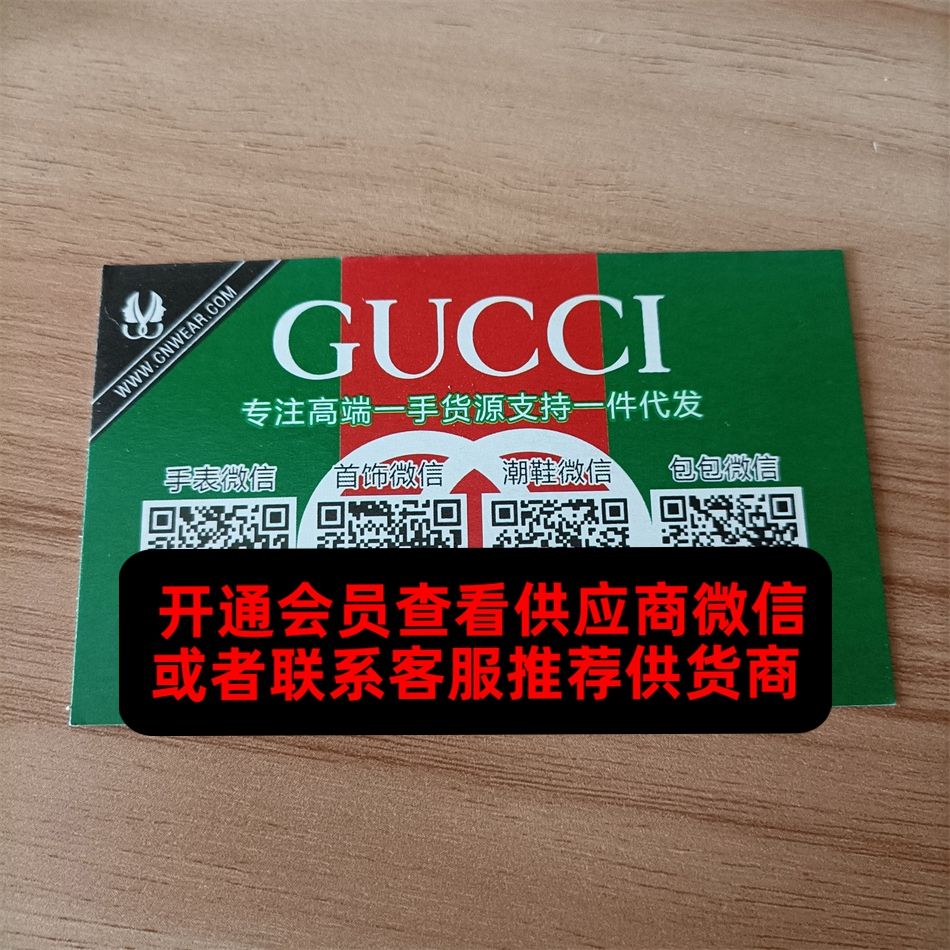 WWW.CNWEAR.COM
GUCCI
专注高端一手货源支持一件代发
手表微信 首饰微信 潮鞋微信 包包微信
开通会员查看供应商微信
或者联系客服推荐供货商